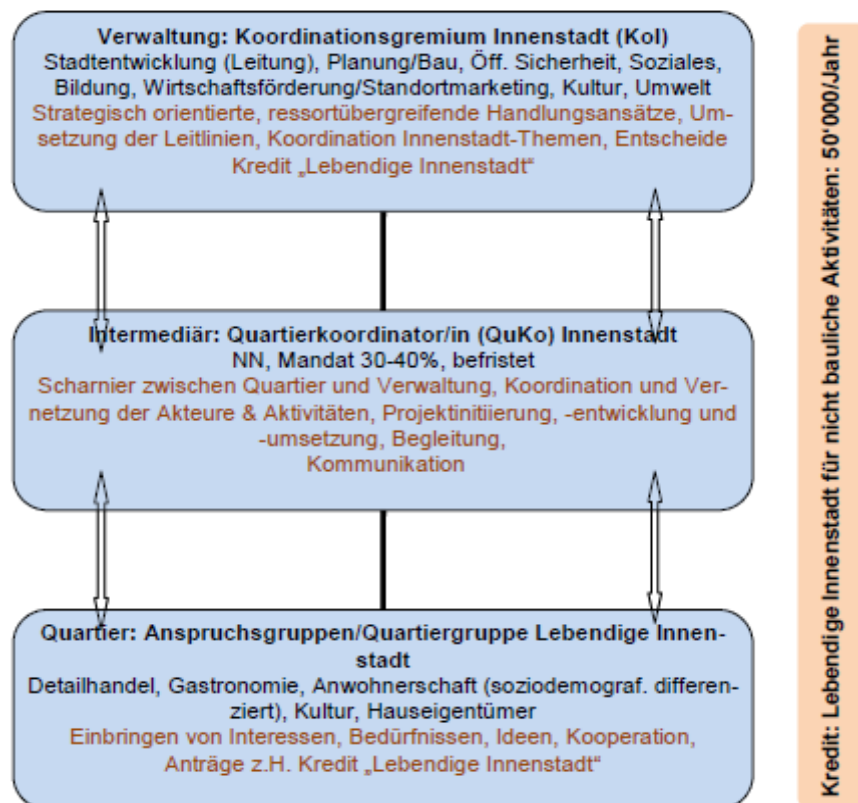 Verwaltung: Koordinationsgremium Innenstadt (KoI)
Stadtentwicklung (Leitung), Planung/Bau, Öff. Sicherheit, Soziales,
Bildung, Wirtschaftsförderung/Standortmarketing, Kultur, Umwelt
Strategisch orientierte, ressortübergreifende Handlungsansätze, Um-
setzung der Leitlinien, Koordination Innenstadt-Themen, Entscheide
Kredit „Lebendige Innenstadt“
Intermediär: Quartierkoordinator/in (QuKo) Innenstadt
NN, Mandat 30-40%, befristet
Scharnier zwischen Quartier und Verwaltung, Koordination und Ver-
netzung der Akteure & Aktivitäten, Projektinitiierung, -entwicklung und
-umsetzung, Begleitung,
Kommunikation
Quartier: Anspruchsgruppen/Quartiergruppe Lebendige Innen-
stadt
Detailhandel, Gastronomie, Anwohnerschaft (soziodemograf. differen-
ziert), Kultur, Hauseigentümer
Einbringen von Interessen, Bedürfnissen, Ideen, Kooperation,
Anträge z.H. Kredit „Lebendige Innenstadt“
Kredit: Lebendige Innenstadt für nicht bauliche Aktivitäten: 50'000/Jahr